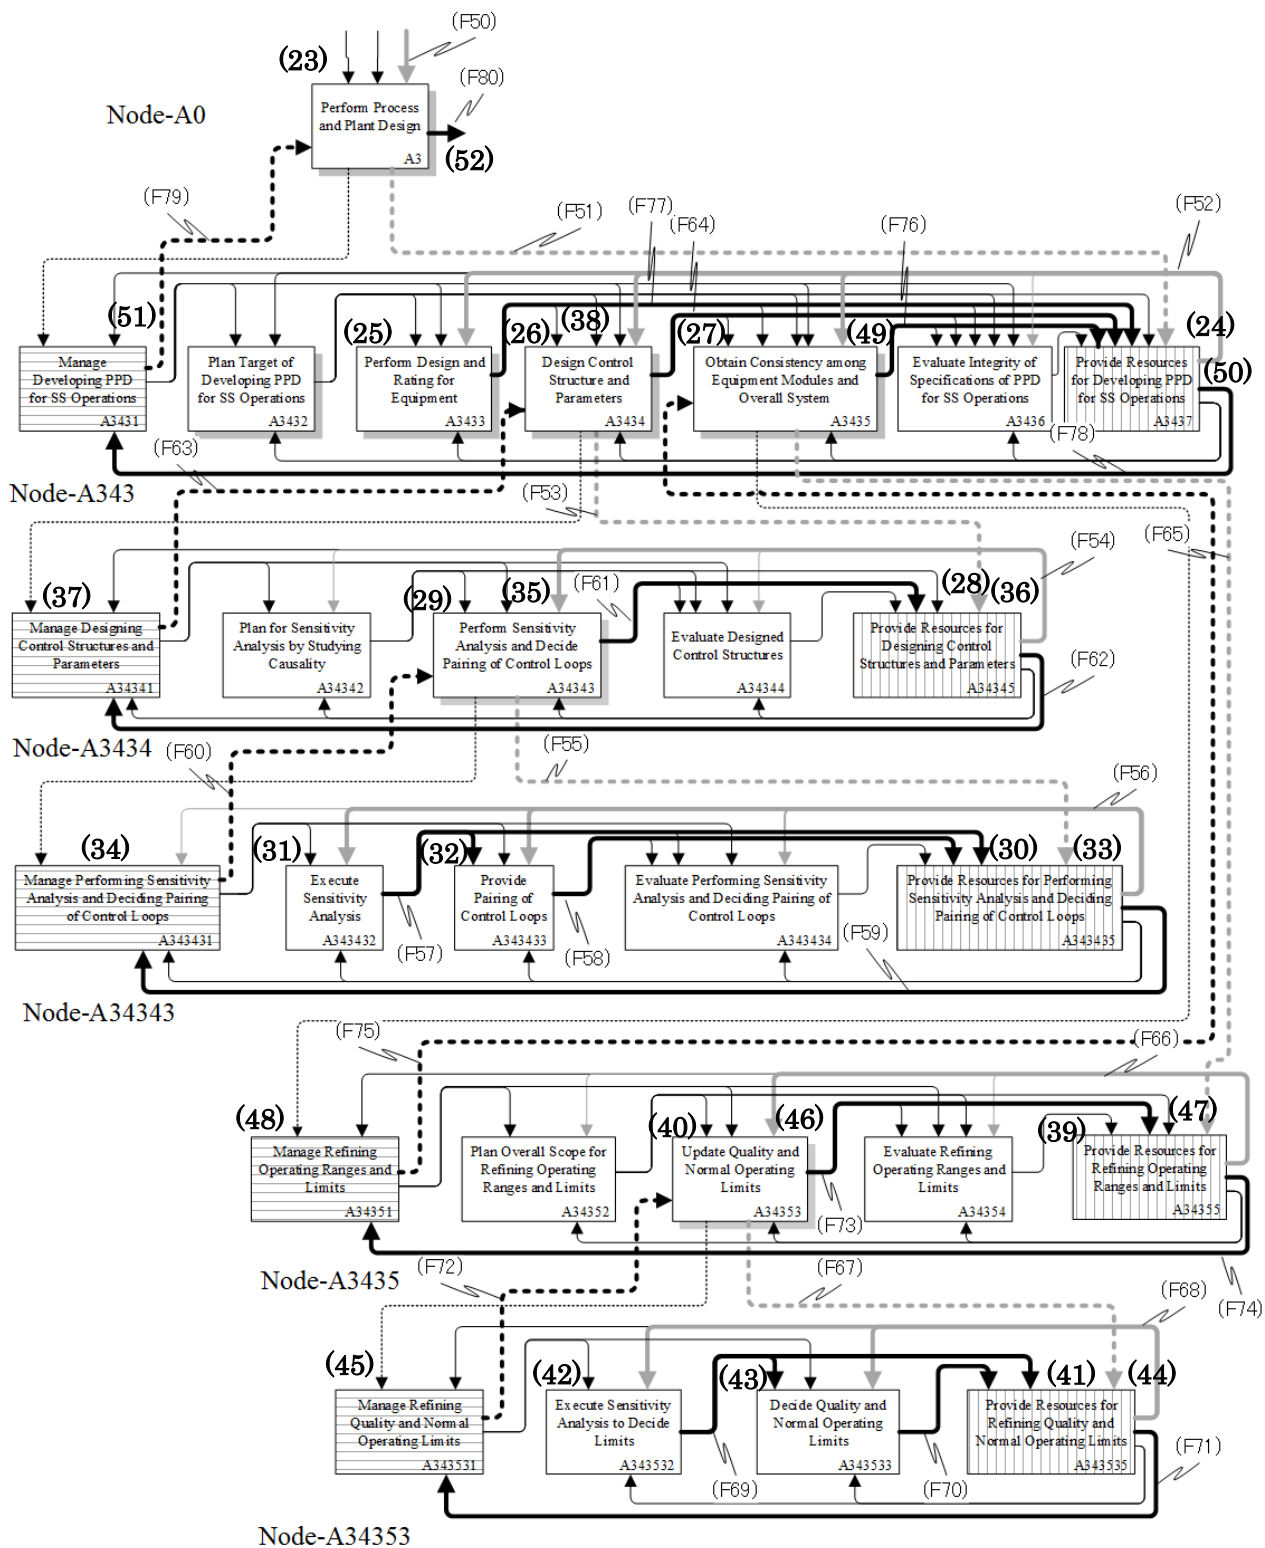 (F50)
(23)
(F80)
Node-A0
Perform Process
and Plant Design
A3
(52)
(F79)
(F51)
(F77)
(F64)
(F76)
(F52)
(51)
(25)
(26)
(38)
(27)
(49)
(24)
Manage
Developing PPD
for SS Operations
A3431
Plan Target of
Developing PPD
for SS Operations
A3432
Perform Design and
Rating for
Equipment
A3433
Design Control
Structure and
Parameters
A3434
Obtain Consistency among
Equipment Modules and
Overall System
A3435
Evaluate Integrity of
Specifications of PPD
for SS Operations
A3436
Provide Resources
for Developing PPD
for SS Operations
A3437
(50)
(F63)
(F78)
Node-A343
(F53)
(F65)
(F54)
(37)
(29)
(35)
(F61)
(28)
(36)
Manage Designing
Control Structures and
Parameters
A34341
Plan for Sensitivity
Analysis by Studying
Causality
A34342
Perform Sensitivity
Analysis and Decide
Pairing of Control Loops
A34343
Evaluate Designed
Control Structures
A34344
Provide Resources for
Designing Control
Structures and Parameters
A34345
(F62)
Node-A3434
(F60)
(F55)
(F56)
(34)
(31)
(32)
(30)
(33)
Manage Performing Sensitivity
Analysis and Deciding Pairing
of Control Loops
A343431
Execute
Sensitivity
Analysis
A343432
Provide
Pairing of
Control Loops
A343433
Evaluate Performing Sensitivity
Analysis and Deciding Pairing of
Control Loops
A343434
Provide Resources for Performing
Sensitivity Analysis and Deciding
Pairing of Control Loops
A343435
(F57)
(F58)
(F59)
Node-A34343
(F75)
(F66)
(48)
(40)
(46)
(39)
(47)
Manage Refining
Operating Ranges and
Limits
A34351
Plan Overall Scope for
Refining Operating
Ranges and Limits
A34352
Update Quality and
Normal Operating
Limits
A34353
Evaluate Refining
Operating Ranges and
Limits
A34354
Provide Resources for
Refining Operating
Ranges and Limits
A34355
(F73)
Node-A3435
(F72)
(F67)
(F68)
(F74)
(45)
(42)
(43)
(41)
(44)
Manage Refining
Quality and Normal
Operating Limits
A343531
Execute Sensitivity
Analysis to Decide
Limits
A343532
Decide Quality and
Normal Operating
Limits
A343533
Provide Resources for
Refining Quality and
Normal Operating Limits
A343535
(F71)
(F69)
(F70)
Node-A34353